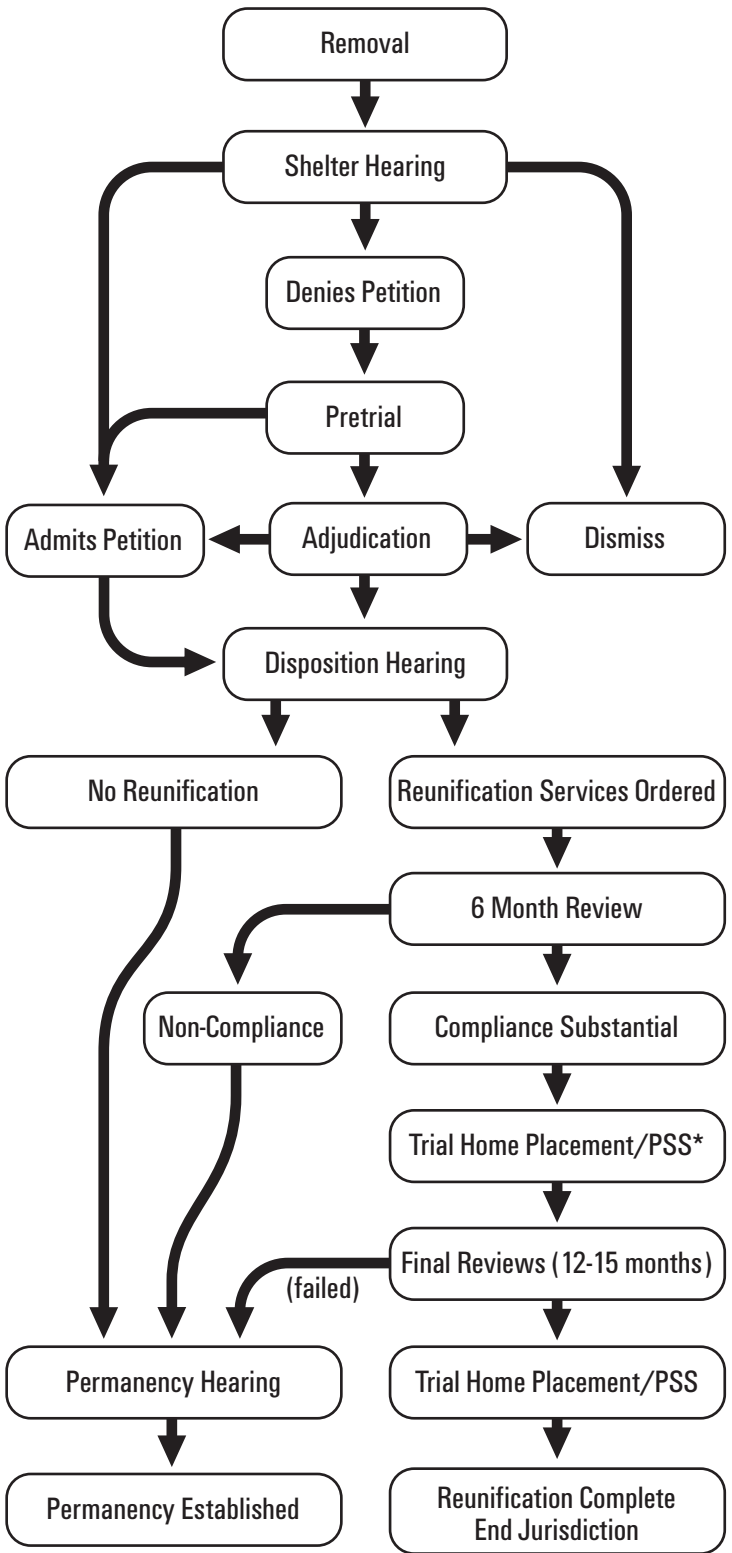 Removal
Shelter Hearing
Denies Petition
Pretrial
Admits Petition
Adjudication
Dismiss
Disposition Hearing
No Reunification
Reunification Services Ordered
6 Month Review
Non-Compliance
Compliance Substantial
Trial Home Placement/PSS*
Final Reviews (12-15 months)
(failed)
Permanency Hearing
Trial Home Placement/PSS
Permanency Established
Reunification Complete
End Jurisdiction